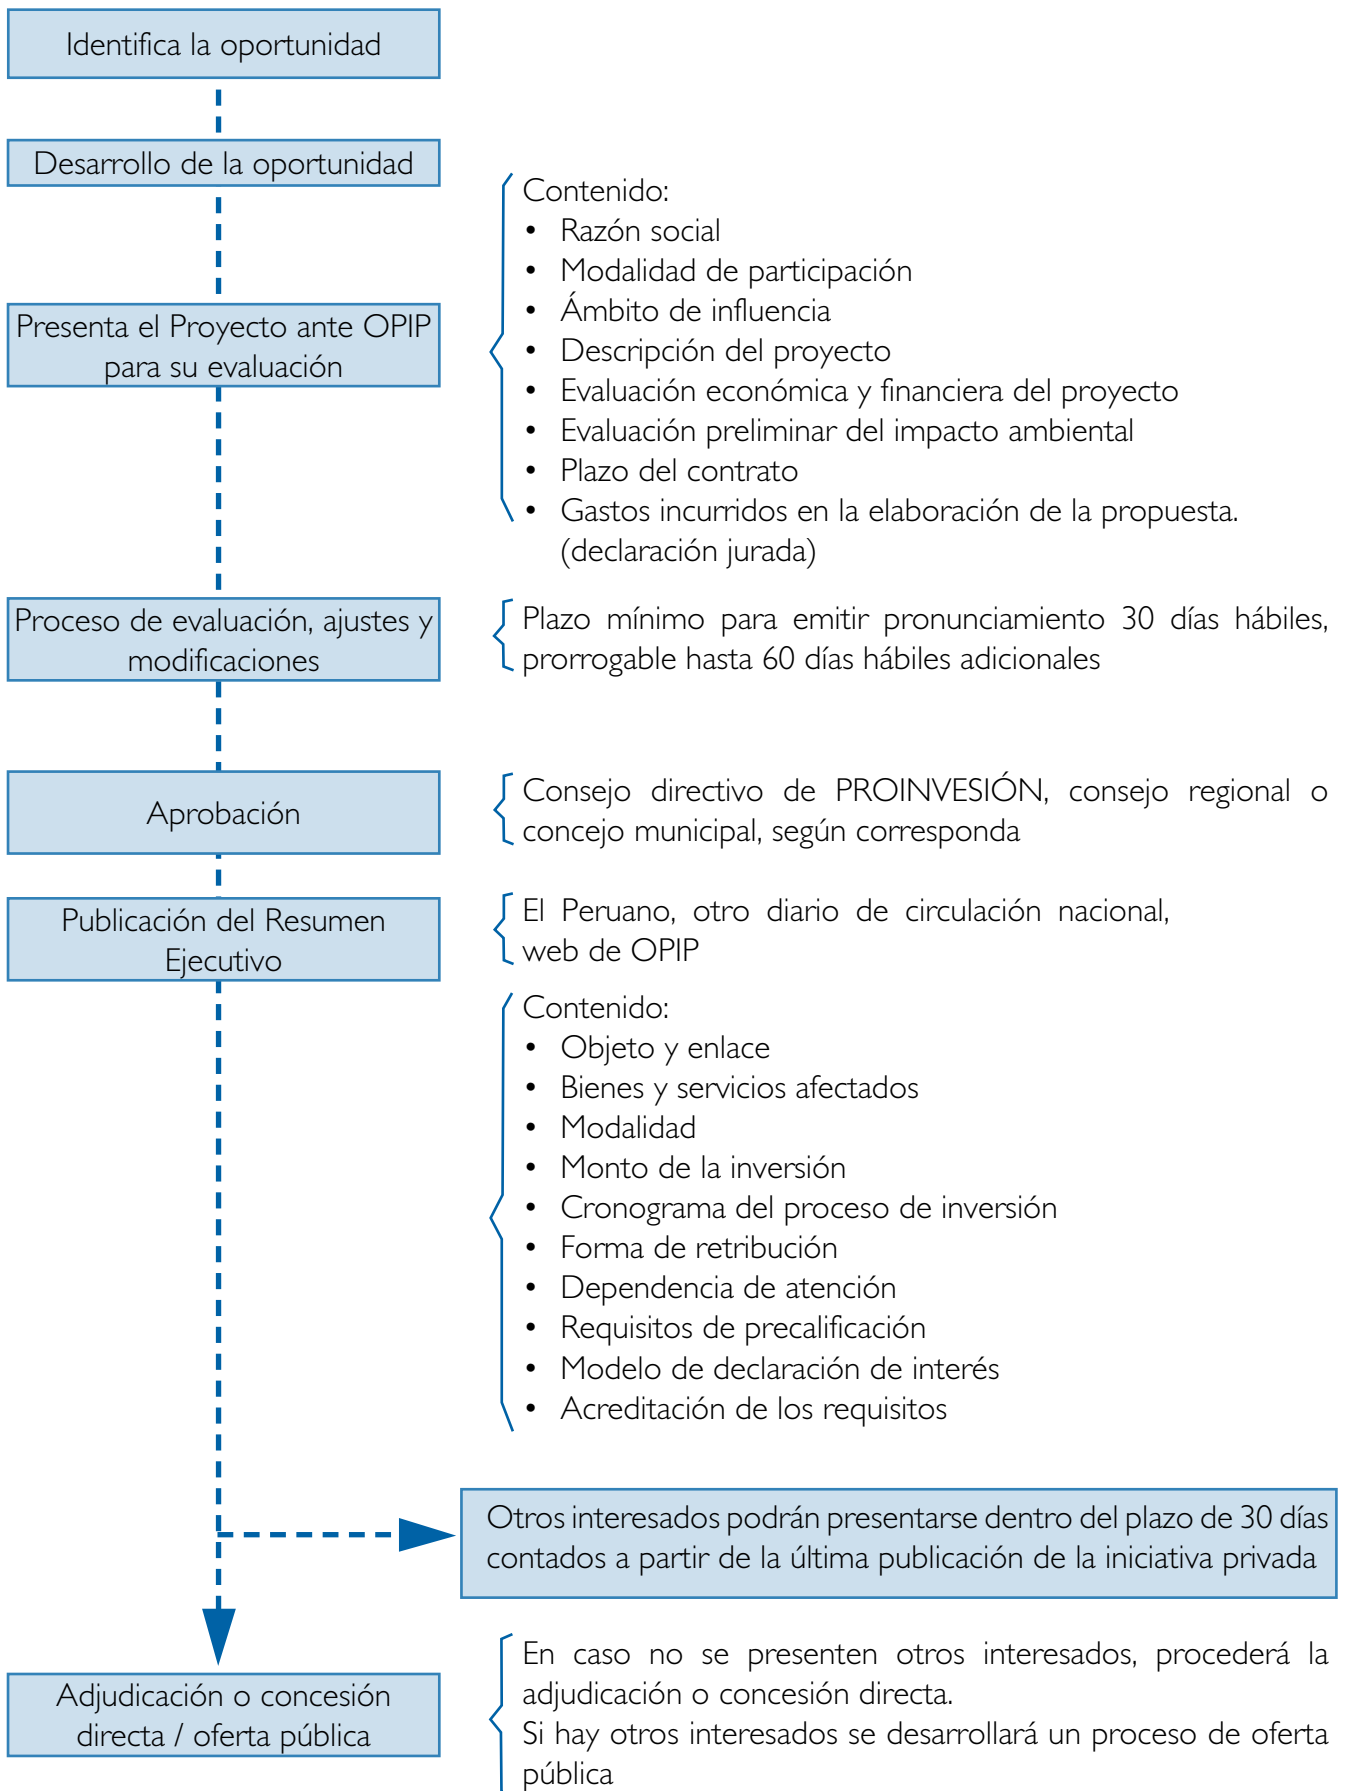 Identifica la oportunidad
Desarrollo de la oportunidad
Presenta el Proyecto ante OPIP
para su evaluación
Contenido:
• Razón social
• Modalidad de participación
• Ámbito de influencia
• Descripción del proyecto
• Evaluación económica y financiera del proyecto
• Evaluación preliminar del impacto ambiental
• Plazo del contrato
• Gastos incurridos en la elaboración de la propuesta.
(declaración jurada)
Proceso de evaluación, ajustes y
modificaciones
Plazo mínimo para emitir pronunciamiento 30 días hábiles,
prorrogable hasta 60 días hábiles adicionales
Aprobación
Consejo directivo de PROINVESIÓN, consejo regional o
concejo municipal, según corresponda
Publicación del Resumen
Ejecutivo
El Peruano, otro diario de circulación nacional,
web de OPIP
Contenido:
• Objeto y enlace
• Bienes y servicios afectados
• Modalidad
• Monto de la inversión
• Cronograma del proceso de inversión
• Forma de retribución
• Dependencia de atención
• Requisitos de precalificación
• Modelo de declaración de interés
• Acreditación de los requisitos
Otros interesados podrán presentarse dentro del plazo de 30 días
contados a partir de la última publicación de la iniciativa privada
Adjudicación o concesión
directa / oferta pública
En caso no se presenten otros interesados, procederá la
adjudicación o concesión directa.
Si hay otros interesados se desarrollará un proceso de oferta
pública